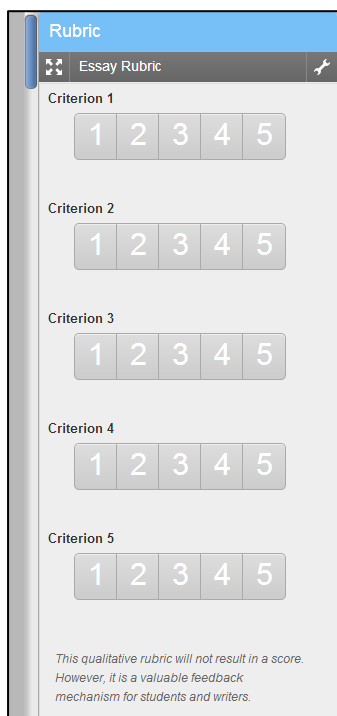 Rubric
Essay Rubric
Criterion 1
1 2 3 4 5
Criterion 2
1 2 3 4 5
Criterion 3
1 2 3 4 5
Criterion 4
1 2 3 4 5
Criterion 5
1 2 3 4 5
This qualitative rubric will not result in a score.
However, it is a valuable feedback
mechanism for students and writers.